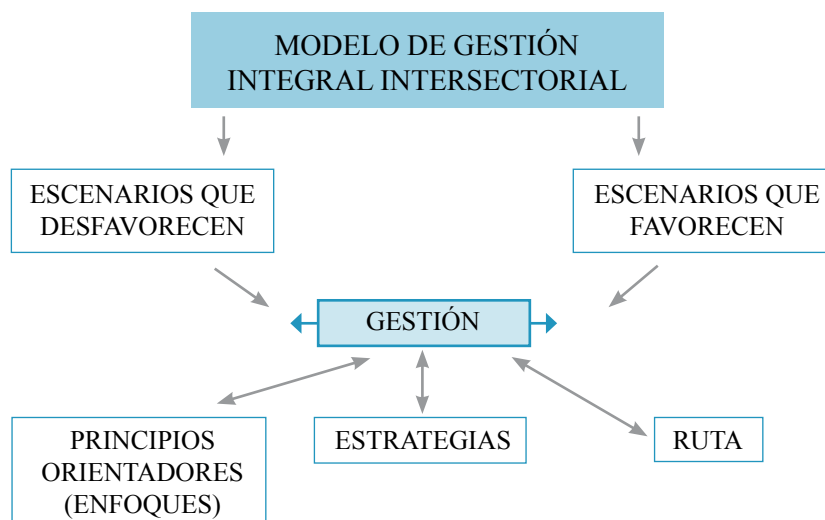 MODELO DE GESTIÓN
INTEGRAL INTERSECTORIAL
ESCENARIOS QUE
DESFAVORECEN
ESCENARIOS QUE
FAVORECEN
GESTIÓN
PRINCIPIOS
ORIENTADORES
(ENFOQUES)
ESTRATEGIAS
RUTA